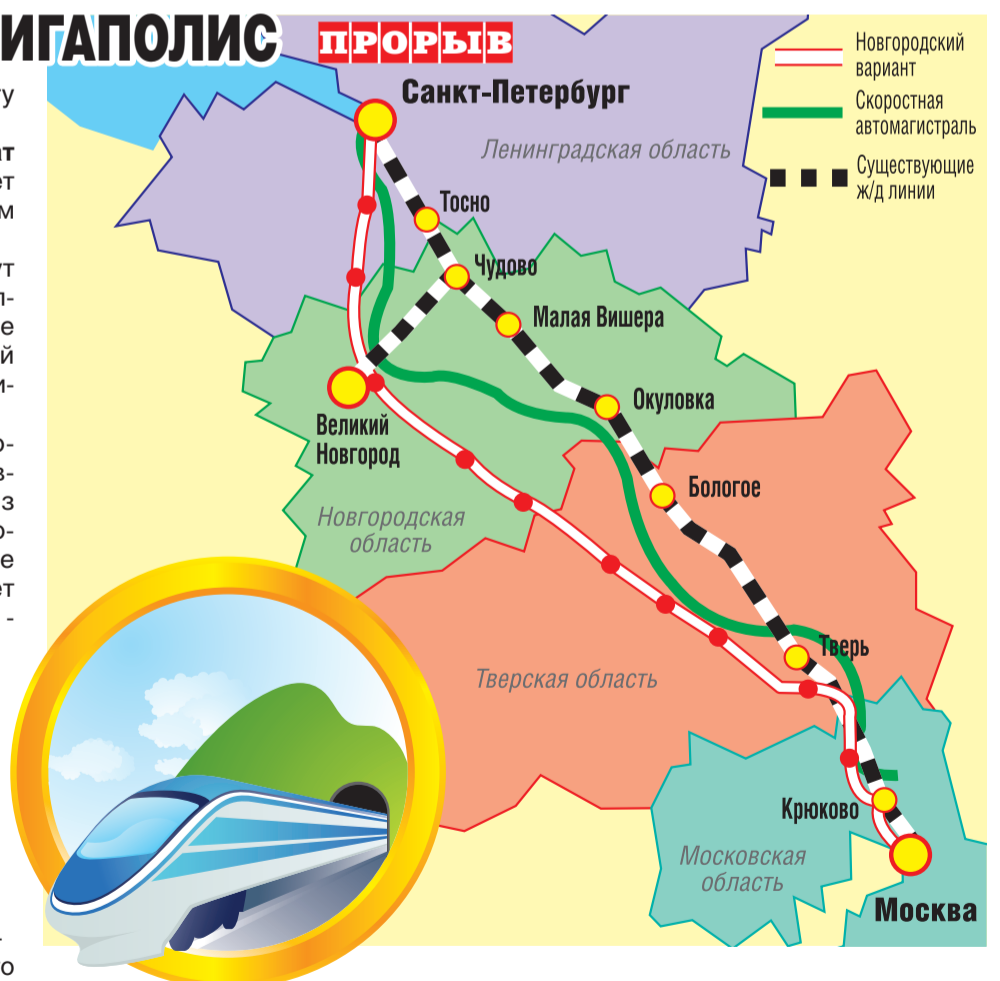 ИГАПОЛИС
ПРОРЫВ
Новгородский
вариант
Скоростная
автомагистраль
Существующие
ж/д линии
Санкт-Петербург
Ленинградская область
Тосно
Чудово
Малая Вишера
Окуловка
Великий
Новгород
Бологое
Новгородская
область
Тверь
Тверская область
Крюково
Московская
область
Москва